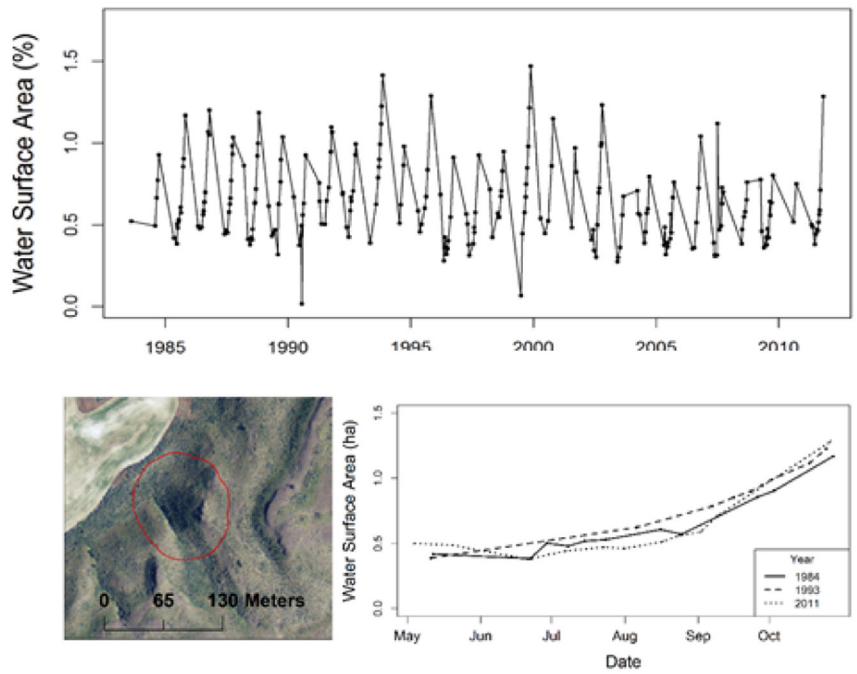 Water Surface Area (%)
1.5
1.0
0.5
0.0
1985
1990
1995
2000
2005
2010
0 65 130 Meters
Water Surface Area (ha)
1.5
1.0
0.5
0.0
Year
1984
1993
2011
May Jun Jul Aug Sep Oct
Date